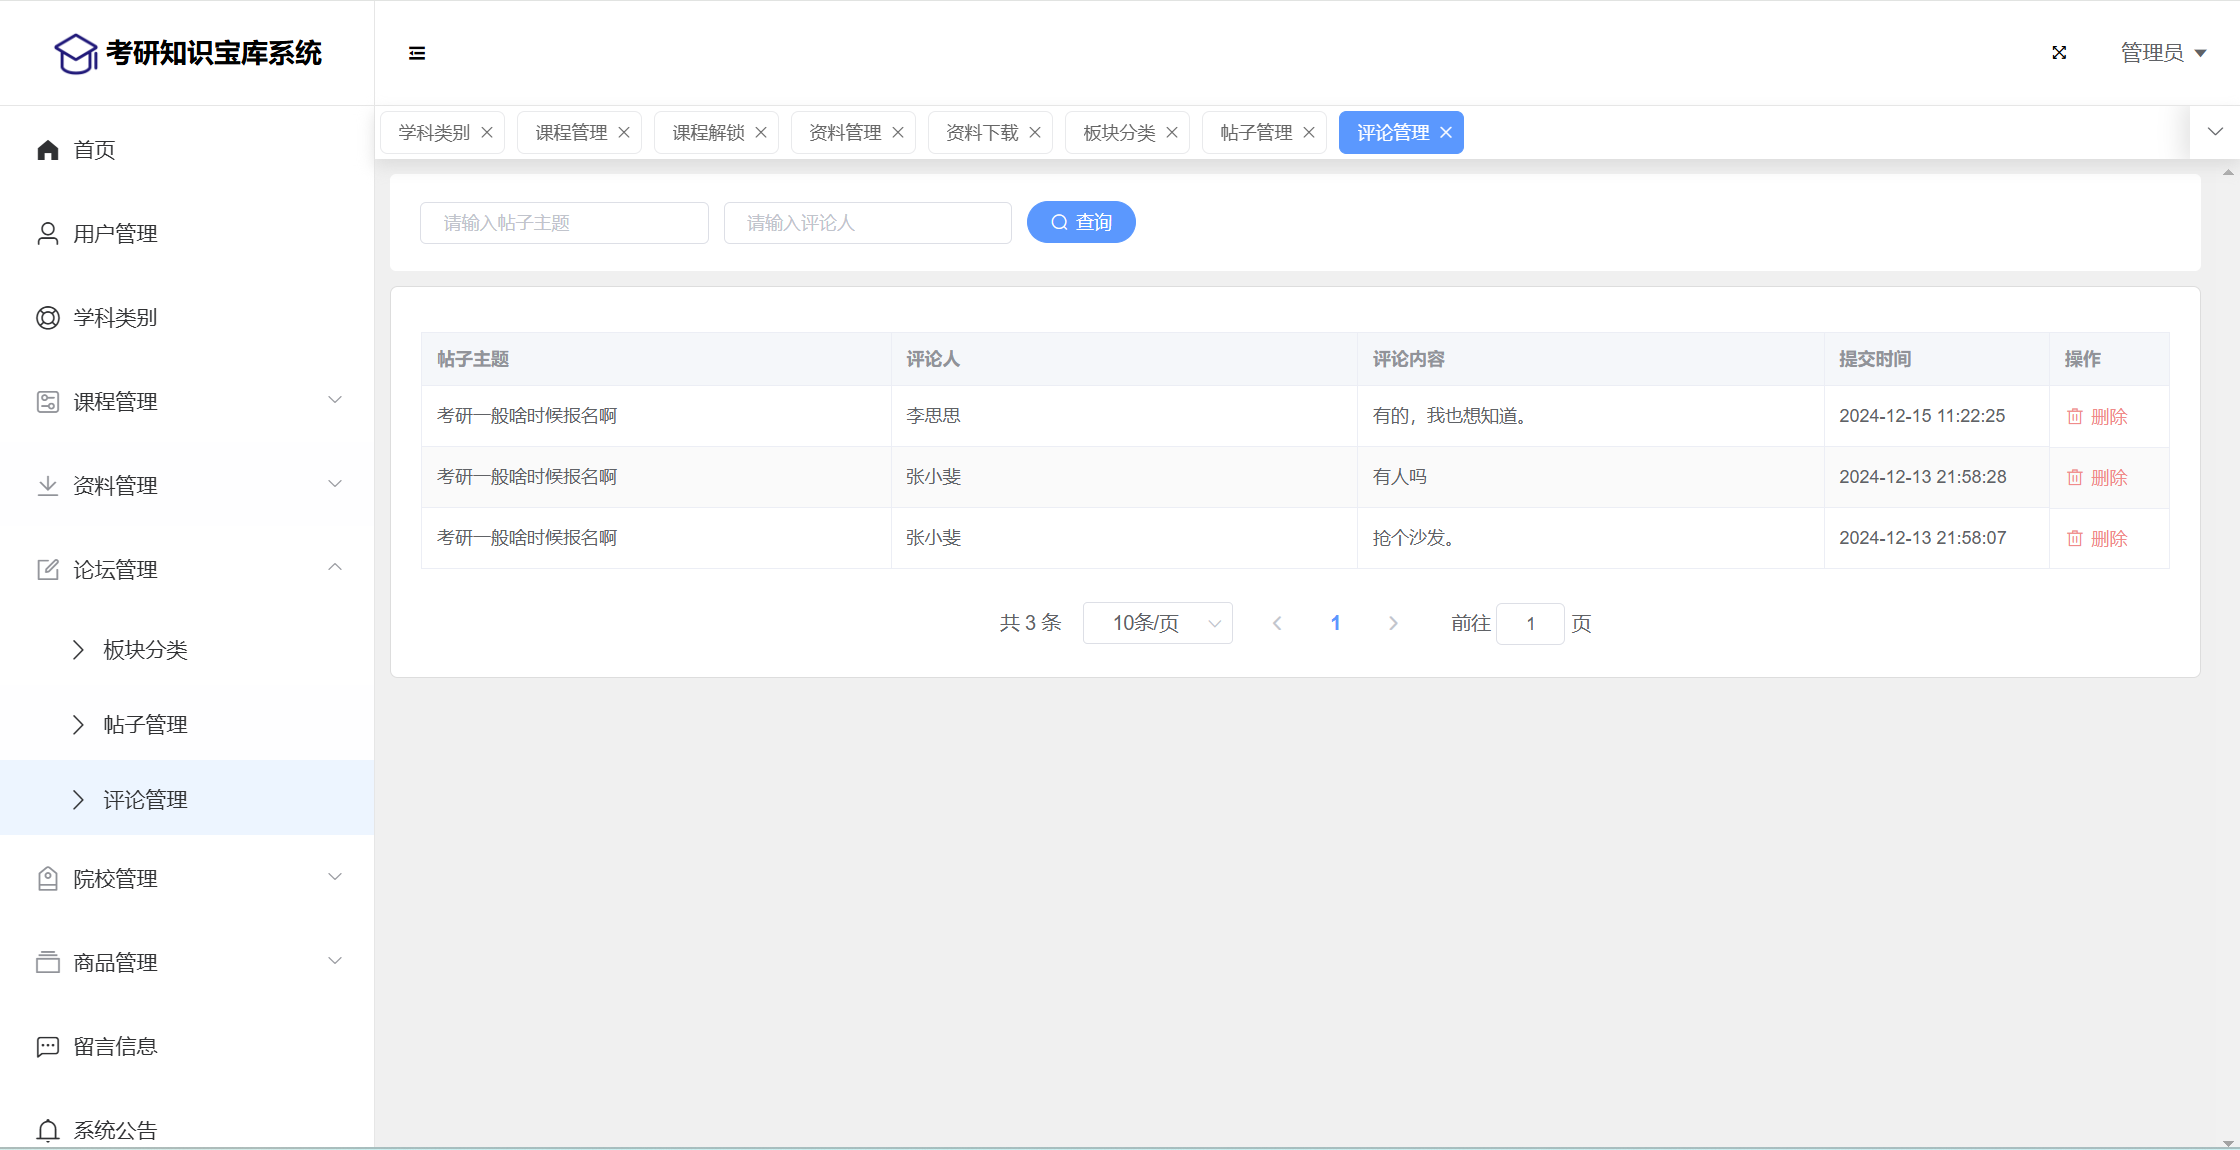 考研知识宝库系统
管理员
首页
用户管理
学科类别
课程管理
资料管理
论坛管理
板块分类
帖子管理
评论管理
院校管理
商品管理
留言信息
系统公告
学科类别
课程管理
课程解锁
资料管理
资料下载
板块分类
帖子管理
评论管理
请输入帖子主题
请输入评论人
查询
帖子主题 评论人 评论内容 提交时间 操作
考研一般啥时候报名啊 李思思 有的，我也想知道。 2024-12-15 11:22:25 删除
考研一般啥时候报名啊 张小斐 有人吗 2024-12-13 21:58:28 删除
考研一般啥时候报名啊 张小斐 抢个沙发。 2024-12-13 21:58:07 删除
共 3 条 10条/页 1 前往 1 页